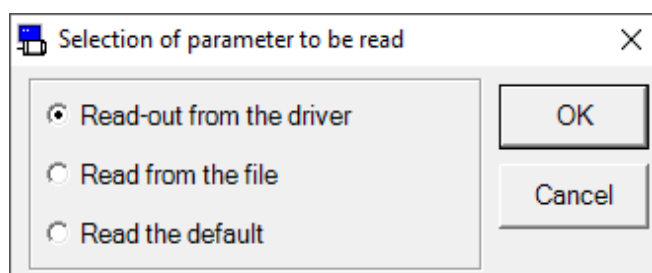 Selection of parameter to be read
Read-out from the driver
OK
Read from the file
Cancel
Read the default